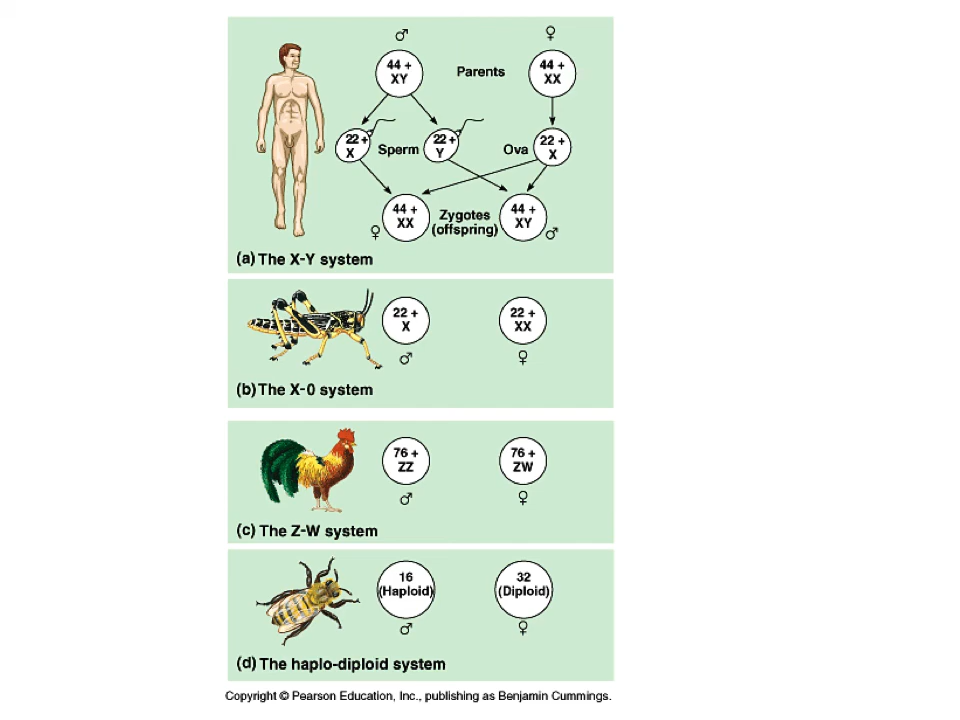 ♂ ♀
44 + XY
Parents
44 + XX
22 + X
Sperm
22 + Y
Ova
22 + X
44 + XX
Zygotes (offspring)
44 + XY
♀ ♂
(a) The X-Y system
22 + X
22 + XX
♂ ♀
(b) The X-0 system
76 + ZZ
76 + ZW
♂ ♀
(c) The Z-W system
16 (Haploid)
32 (Diploid)
♂ ♀
(d) The haplo-diploid system
Copyright © Pearson Education, Inc., publishing as Benjamin Cummings.